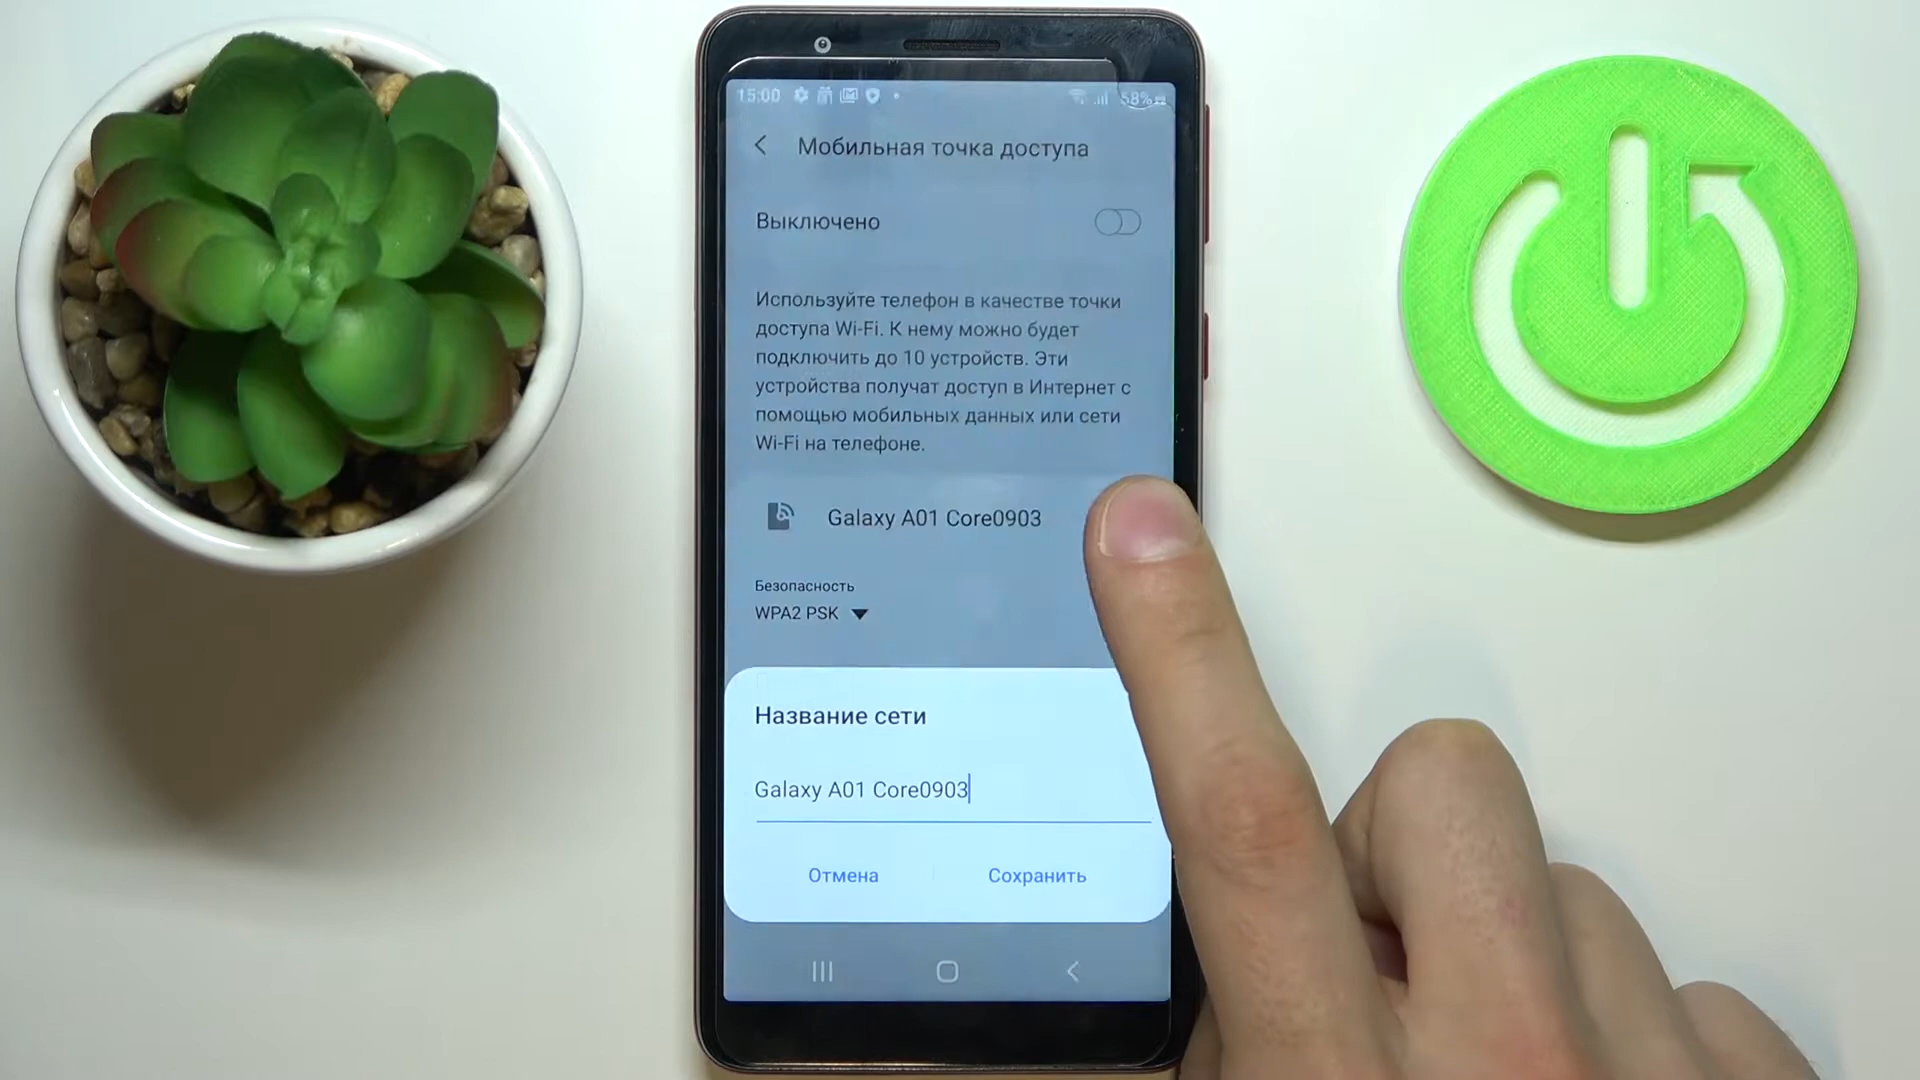 15:00 58%
Мобильная точка доступа
Выключено
Используйте телефон в качестве точки
доступа Wi-Fi. К нему можно будет
подключить до 10 устройств. Эти
устройства получат доступ в Интернет с
помощью мобильных данных или сети
Wi-Fi на телефоне.
Galaxy A01 Core0903
Безопасность
WPA2 PSK
Название сети
Galaxy A01 Core0903
Отмена Сохранить